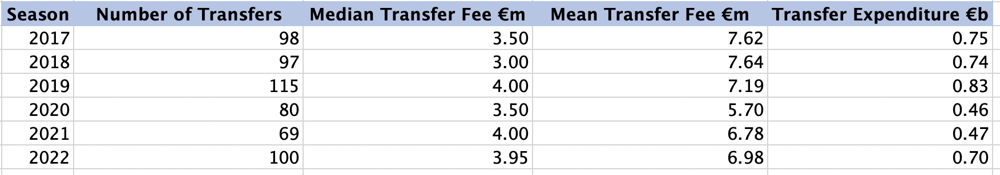 Season Number of Transfers Median Transfer Fee €m Mean Transfer Fee €m Transfer Expenditure €b
2017 98 3.50 7.62 0.75
2018 97 3.00 7.64 0.74
2019 115 4.00 7.19 0.83
2020 80 3.50 5.70 0.46
2021 69 4.00 6.78 0.47
2022 100 3.95 6.98 0.70